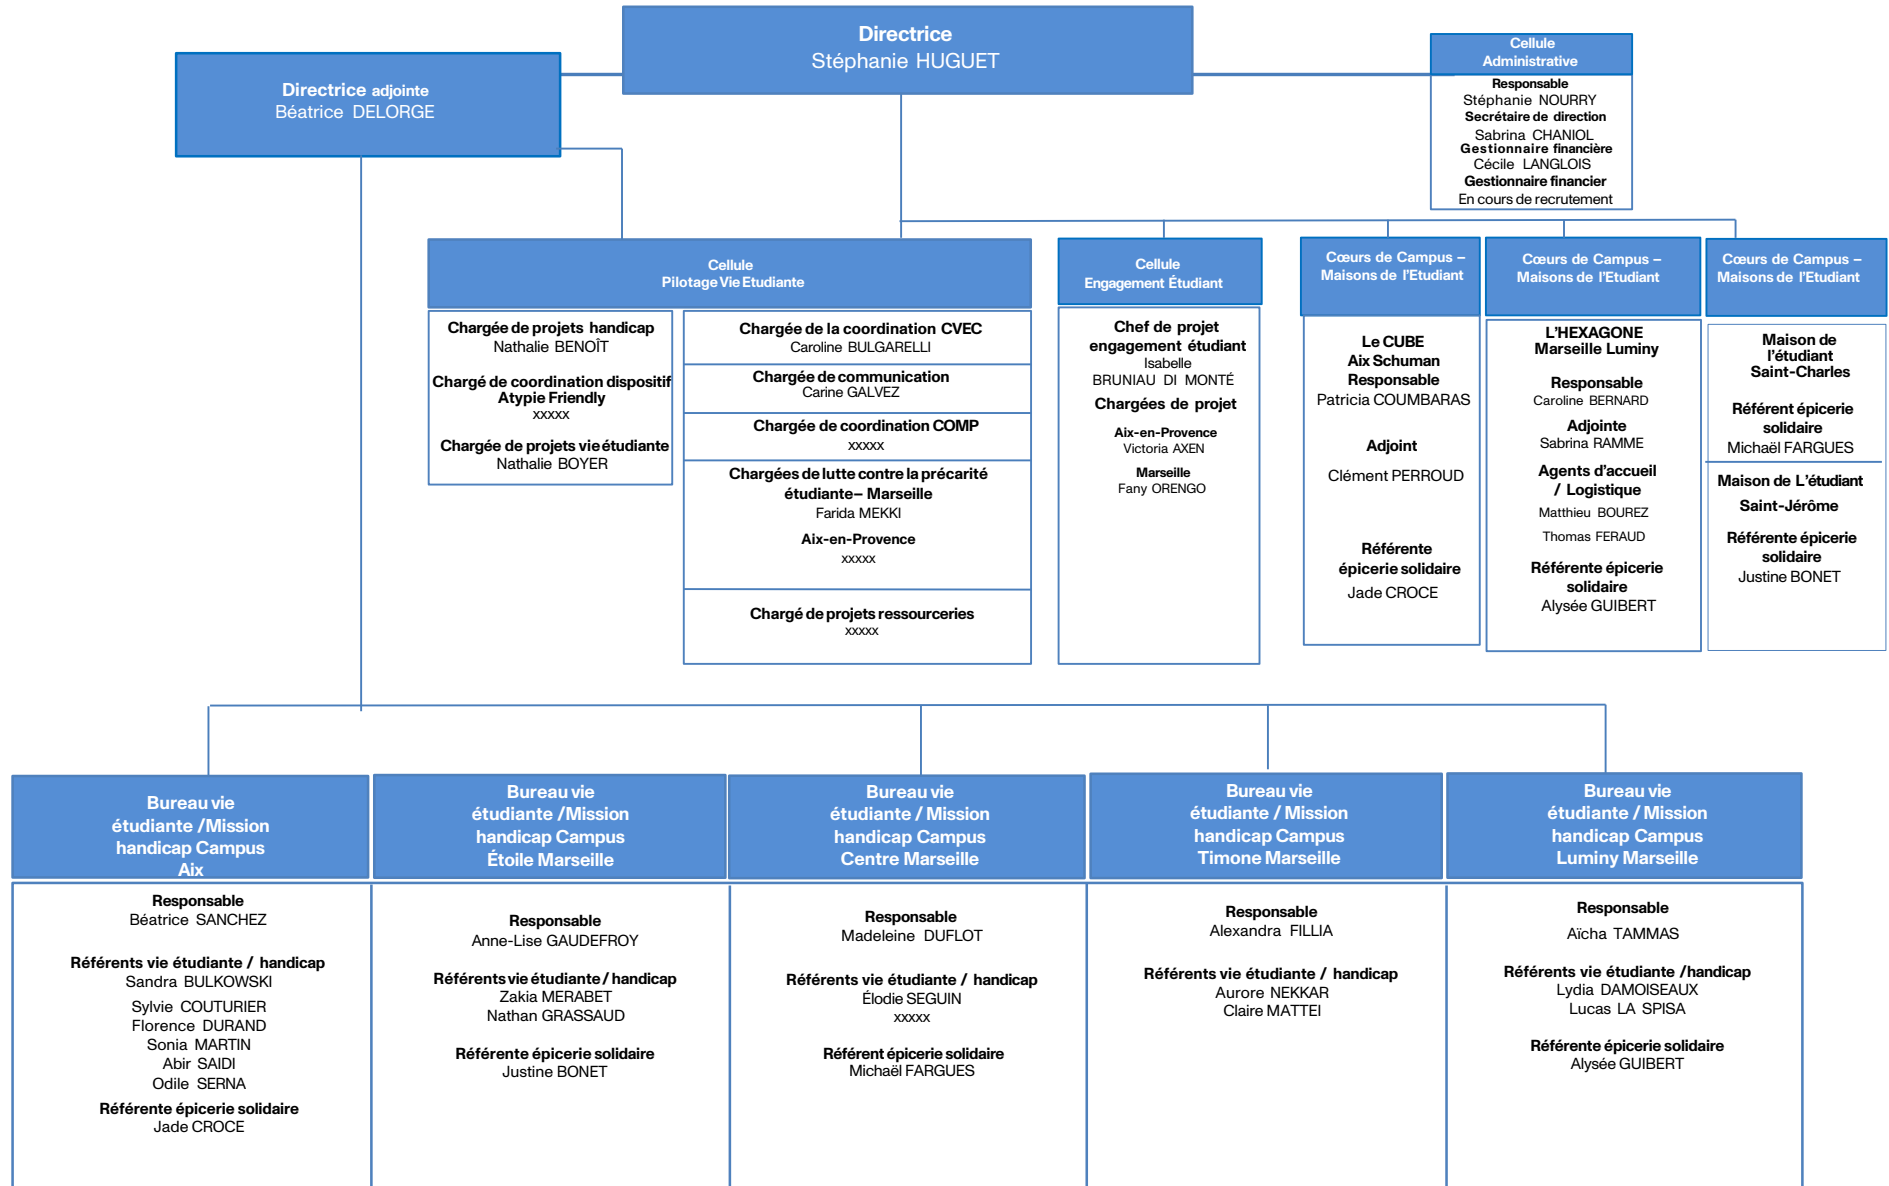 Directrice
Stéphanie HUGUET
Directrice adjointe
Béatrice DELORGE
Cellule
Administrative
Responsable
Stéphanie NOURRY
Secrétaire de direction
Sabrina CHANIOL
Gestionnaire financière
Cécile LANGLOIS
Gestionnaire financier
En cours de recrutement
Cellule
Pilotage Vie Etudiante
Chargée de projets handicap
Nathalie BENOÎT
Chargé de coordination dispositif
Atypie Friendly
xxxxx
Chargée de projets vie étudiante
Nathalie BOYER
Chargée de la coordination CVEC
Caroline BULGARELLI
Chargée de communication
Carine GALVEZ
Chargée de coordination COMP
xxxxx
Chargées de lutte contre la précarité
étudiante– Marseille
Farida MEKKI
Aix-en-Provence
xxxxx
Chargé de projets ressourceries
xxxxx
Cellule
Engagement Étudiant
Chef de projet
engagement étudiant
Isabelle
BRUNIAU DI MONTÉ
Chargées de projet
Aix-en-Provence
Victoria AXEN
Marseille
Fany ORENGO
Cœurs de Campus –
Maisons de l'Etudiant
Le CUBE
Aix Schuman
Responsable
Patricia COUMBARAS
Adjoint
Clément PERROUD
Référente
épicerie solidaire
Jade CROCE
Cœurs de Campus –
Maisons de l'Etudiant
L'HEXAGONE
Marseille Luminy
Responsable
Caroline BERNARD
Adjointe
Sabrina RAMME
Agents d'accueil
/ Logistique
Matthieu BOUREZ
Thomas FERAUD
Référente épicerie
solidaire
Alysée GUIBERT
Cœurs de Campus –
Maisons de l'Etudiant
Maison de
l'étudiant
Saint-Charles
Référent épicerie
solidaire
Michaël FARGUES
Maison de L'étudiant
Saint-Jérôme
Référente épicerie
solidaire
Justine BONET
Bureau vie
étudiante /Mission
handicap Campus
Aix
Responsable
Béatrice SANCHEZ
Référents vie étudiante / handicap
Sandra BULKOWSKI
Sylvie COUTURIER
Florence DURAND
Sonia MARTIN
Abir SAIDI
Odile SERNA
Référente épicerie solidaire
Jade CROCE
Bureau vie
étudiante /Mission
handicap Campus
Étoile Marseille
Responsable
Anne-Lise GAUDEFROY
Référents vie étudiante / handicap
Zakia MERABET
Nathan GRASSAUD
Référente épicerie solidaire
Justine BONET
Bureau vie
étudiante / Mission
handicap Campus
Centre Marseille
Responsable
Madeleine DUFLOT
Référents vie étudiante / handicap
Élodie SEGUIN
xxxxx
Référent épicerie solidaire
Michaël FARGUES
Bureau vie
étudiante / Mission
handicap Campus
Timone Marseille
Responsable
Alexandra FILLIA
Référents vie étudiante / handicap
Aurore NEKKAR
Claire MATTEI
Bureau vie
étudiante / Mission
handicap Campus
Luminy Marseille
Responsable
Aïcha TAMMAS
Référents vie étudiante /handicap
Lydia DAMOISEAUX
Lucas LA SPISA
Référente épicerie solidaire
Alysée GUIBERT